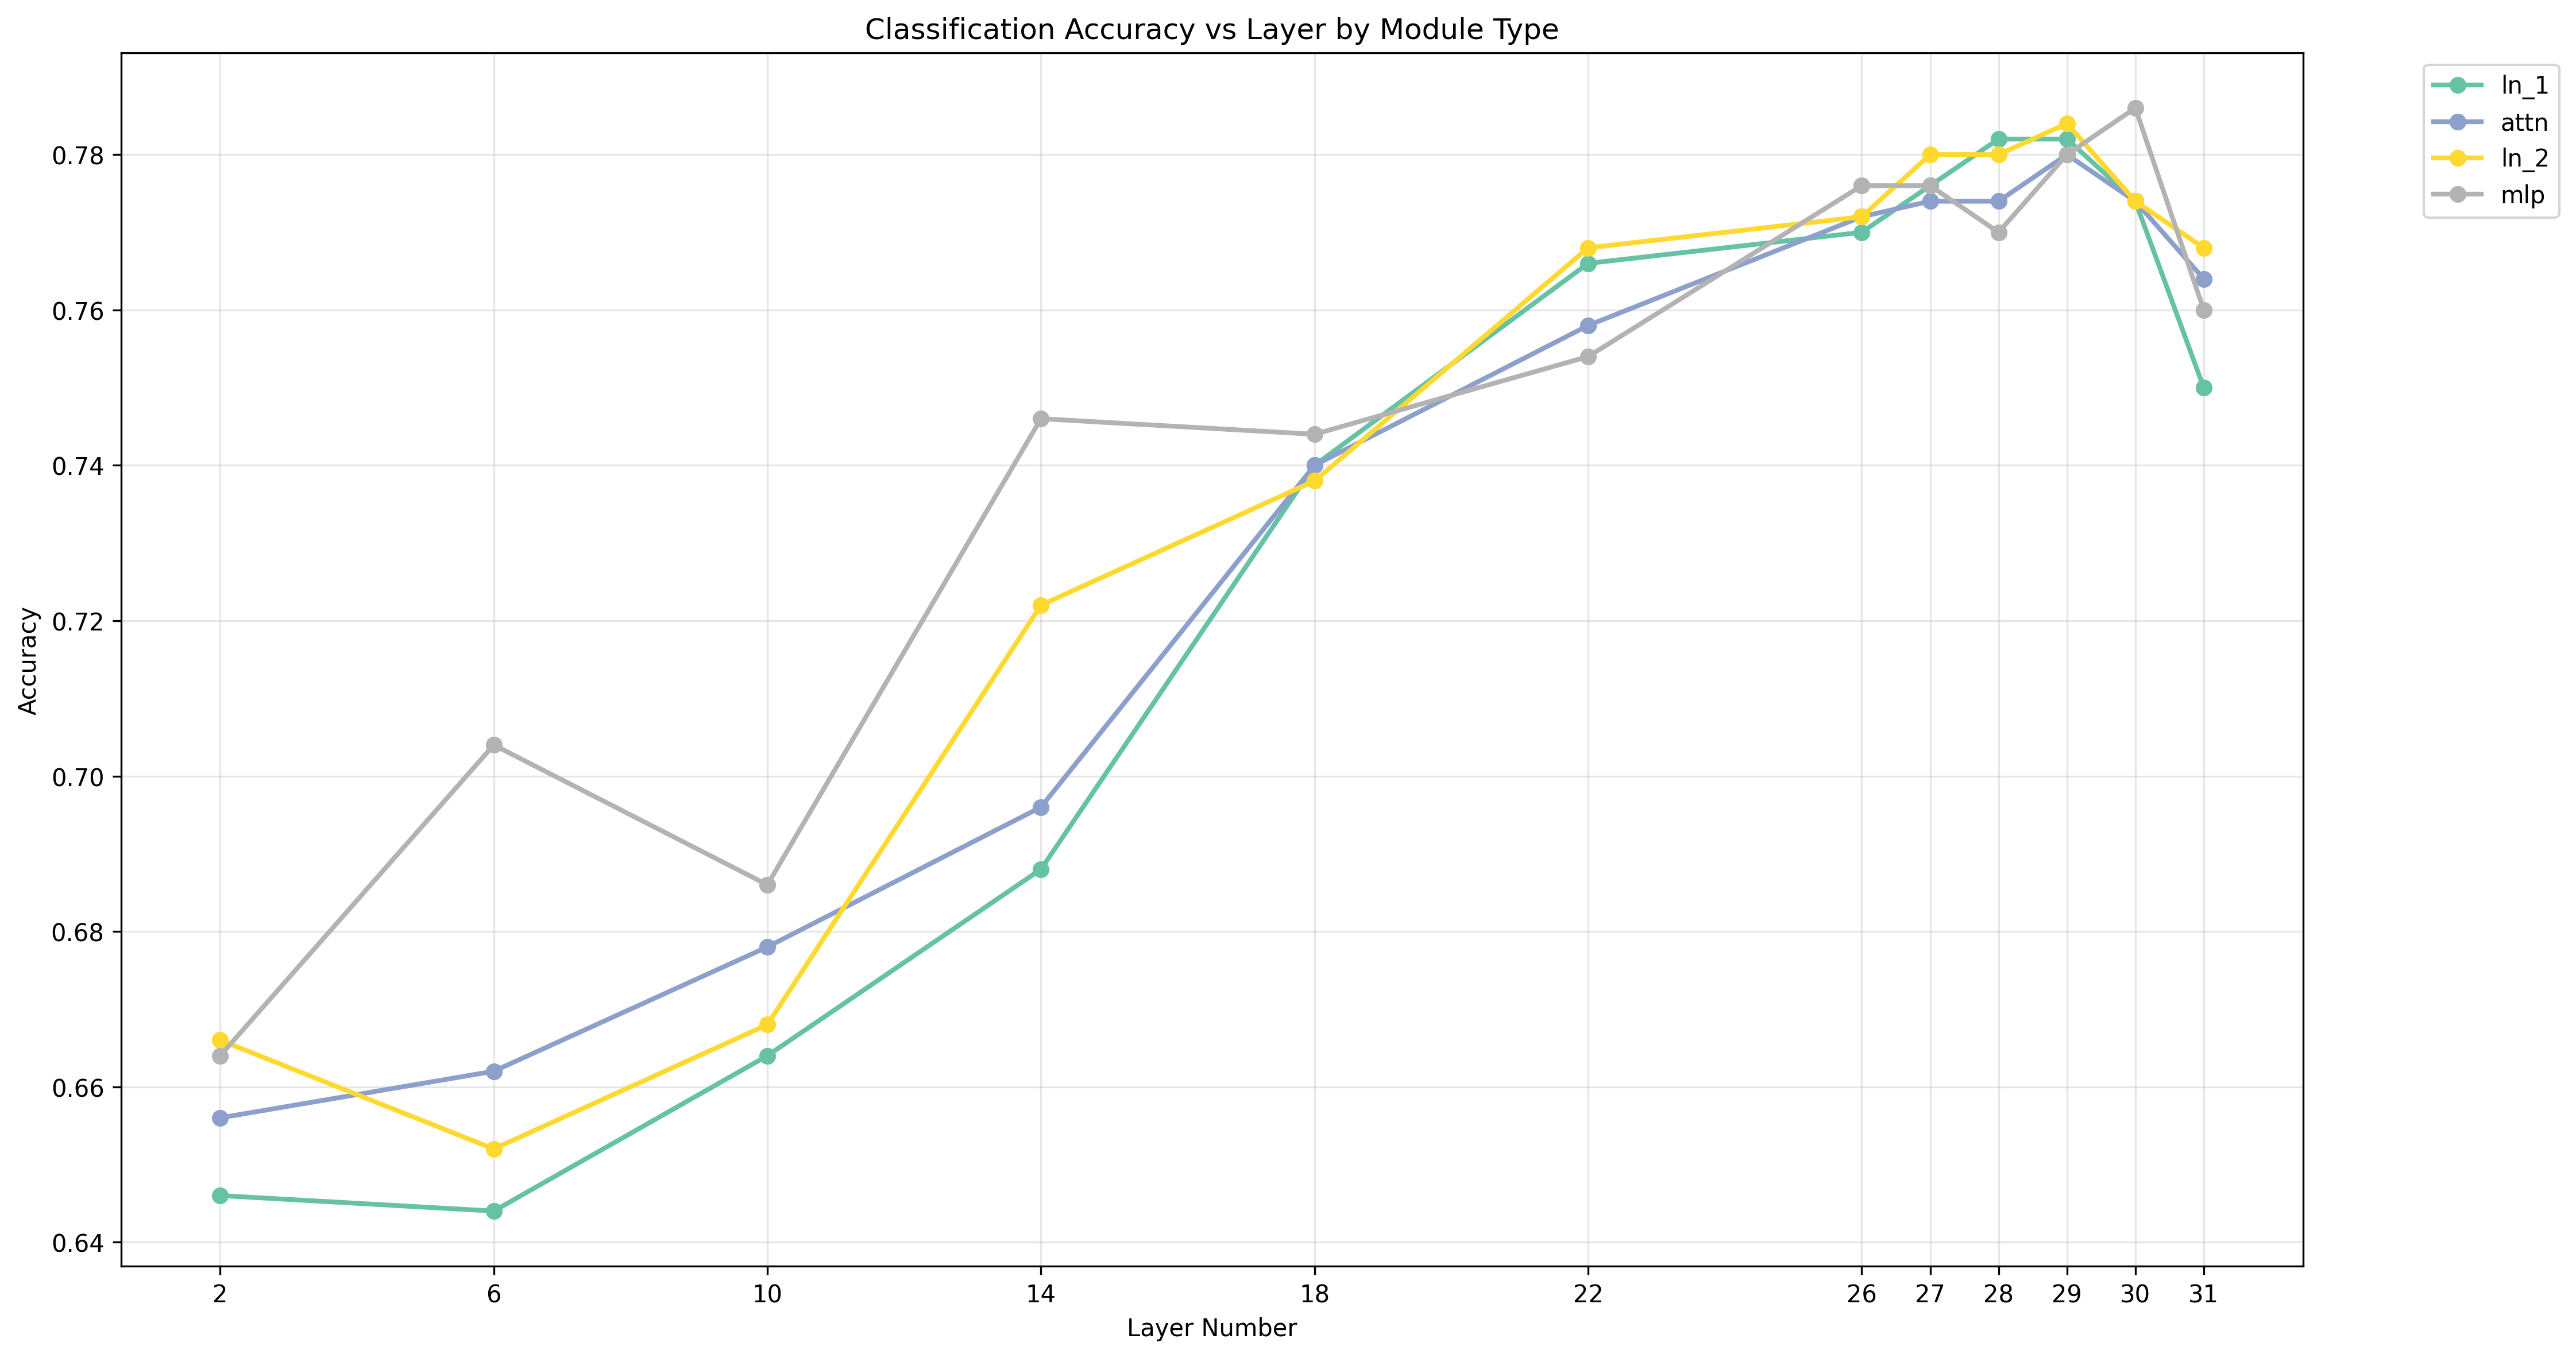 Classification Accuracy vs Layer by Module Type
ln_1
attn
ln_2
mlp
Accuracy
0.78
0.76
0.74
0.72
0.70
0.68
0.66
0.64
2 6 10 14 18 22 26 27 28 29 30 31
Layer Number